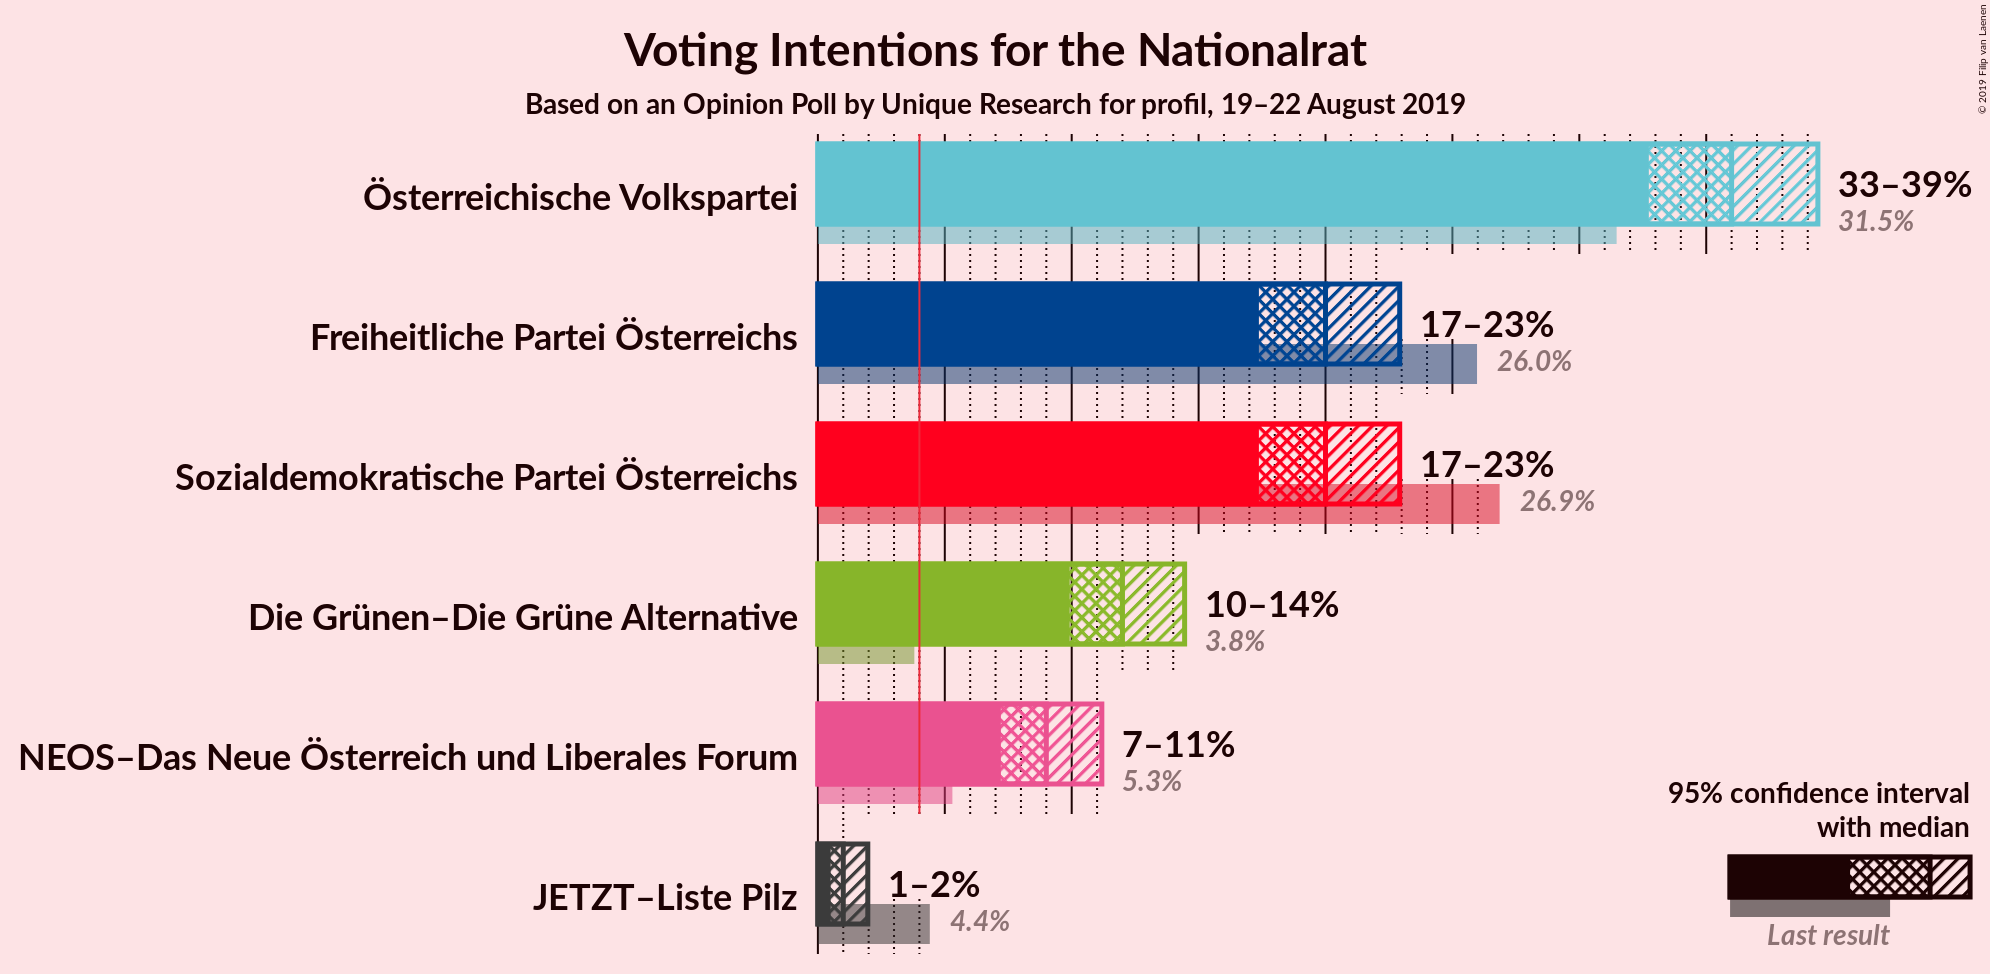 Voting Intentions for the Nationalrat
Based on an Opinion Poll by Unique Research for profil, 19–22 August 2019
© 2019 Filip van Laenen
Österreichische Volkspartei
33–39%
31.5%
Freiheitliche Partei Österreichs
17–23%
26.0%
Sozialdemokratische Partei Österreichs
17–23%
26.9%
Die Grünen–Die Grüne Alternative
10–14%
3.8%
NEOS–Das Neue Österreich und Liberales Forum
7–11%
5.3%
JETZT–Liste Pilz
1–2%
4.4%
95% confidence interval
with median
Last result